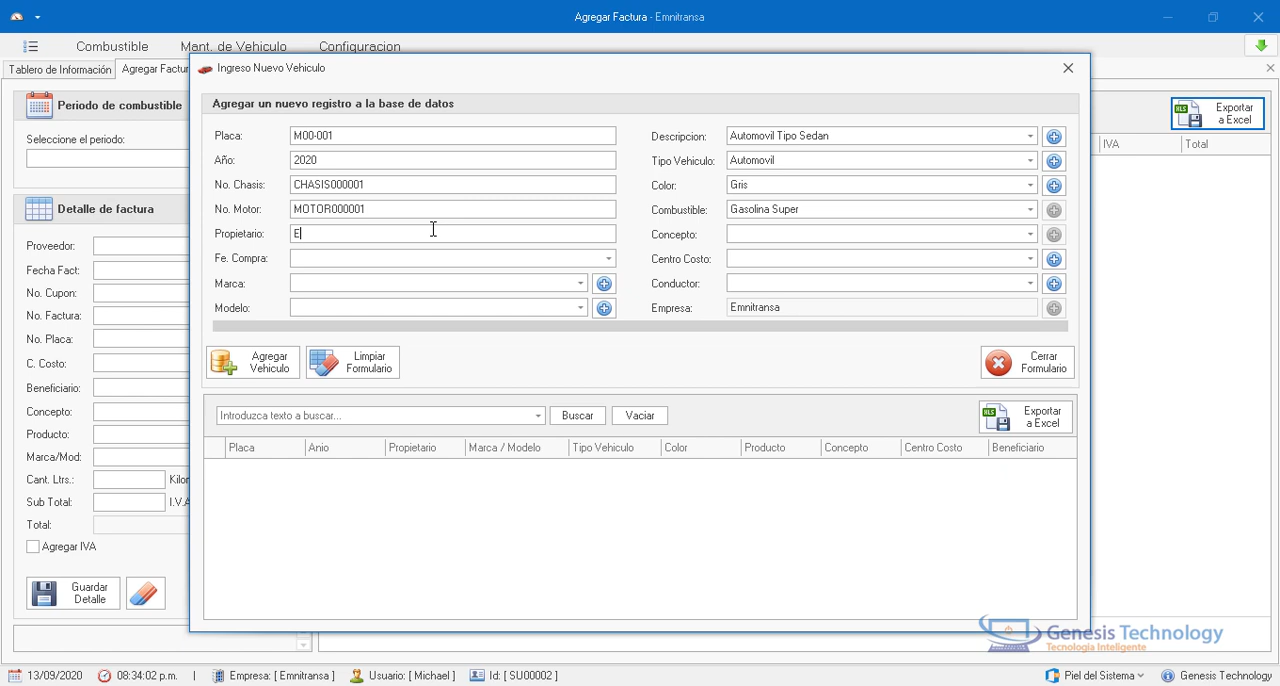 Agregar Factura - Emnitransa
Combustible Mant. de Vehiculo Configuracion
Tablero de Información Agregar Factur
Ingreso Nuevo Vehiculo
Periodo de combustible
Seleccione el periodo:
Agregar un nuevo registro a la base de datos
Placa: M00-001
Año: 2020
No. Chasis: CHASIS000001
No. Motor: MOTOR000001
Propietario: E
Fe. Compra:
Marca:
Modelo:
Descripcion: Automovil Tipo Sedan
Tipo Vehiculo: Automovil
Color: Gris
Combustible: Gasolina Super
Concepto:
Centro Costo:
Conductor:
Empresa: Emnitransa
Exportar
a Excel
IVA Total
Detalle de factura
Proveedor:
Fecha Fact:
No. Cupon:
No. Factura:
No. Placa:
C. Costo:
Beneficiario:
Concepto:
Producto:
Marca/Mod:
Cant. Ltrs.: Kilor
Sub Total: I.V.A
Total:
Agregar IVA
Guardar
Detalle
Agregar
Vehiculo
Limpiar
Formulario
Cerrar
Formulario
Introduzca texto a buscar... Buscar Vaciar
XLS Exportar
a Excel
Placa Anio Propietario Marca / Modelo Tipo Vehiculo Color Producto Concepto Centro Costo Beneficiario
Genesis Technology
Tecnologia Inteligente
13/09/2020 08:34:02 p.m. | Empresa: [ Emnitransa ] Usuario: [ Michael ] Id: [ SU00002 ] Piel del Sistema Genesis Technology